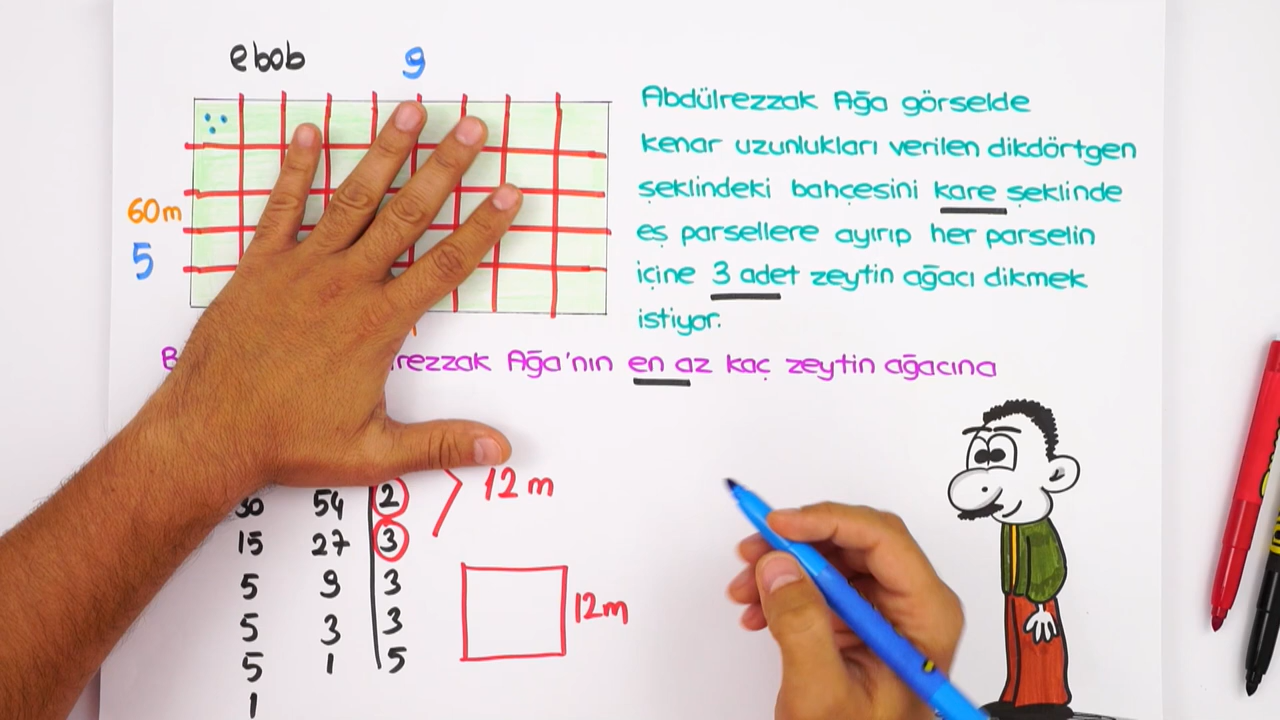 ebob
9
60m
5
Abdülrezzak Ağa görselde
kenar uzunlukları verilen dikdörtgen
şeklindeki bahçesini kare şeklinde
eş parsellere ayırıp her parselin
içine 3 adet zeytin ağacı dikmek
istiyor.
Ağa'nın en az kaç zeytin ağacına
30 54 2
15 27 3
5 9 3
5 3 3
5 1 5
1
12 m
12m